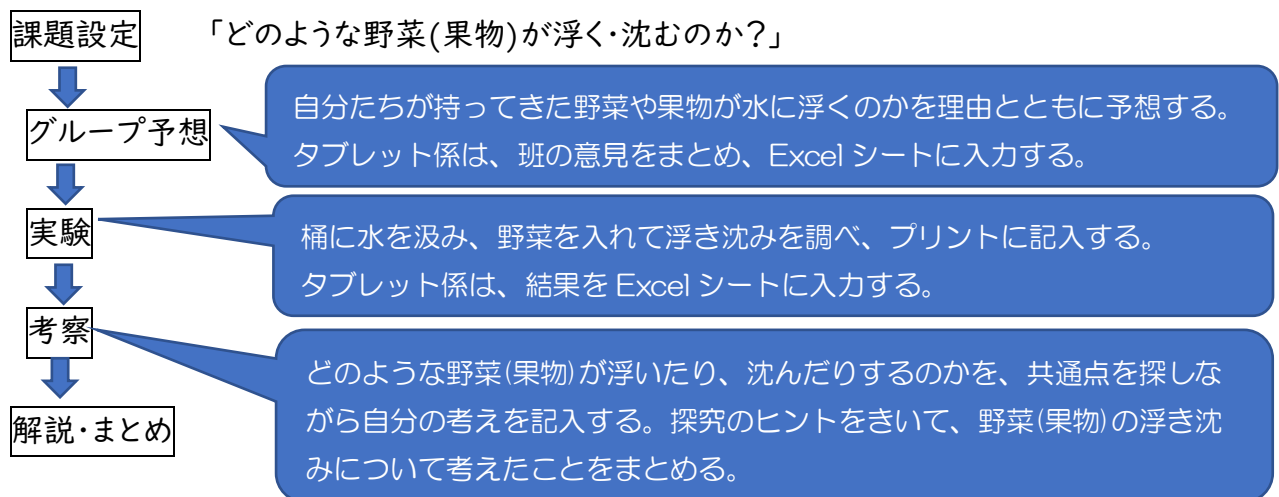 課題設定
「どのような野菜(果物)が浮く・沈むのか?」
グループ予想
自分たちが持ってきた野菜や果物が水に浮くのかを理由とともに予想する。
タブレット係は、班の意見をまとめ、Excel シートに入力する。
実験
桶に水を汲み、野菜を入れて浮き沈みを調べ、プリントに記入する。
タブレット係は、結果を Excel シートに入力する。
考察
どのような野菜(果物)が浮いたり、沈んだりするのかを、共通点を探しな
がら自分の考えを記入する。探究のヒントをきいて、野菜(果物)の浮き沈
みについて考えたことをまとめる。
解説・まとめ